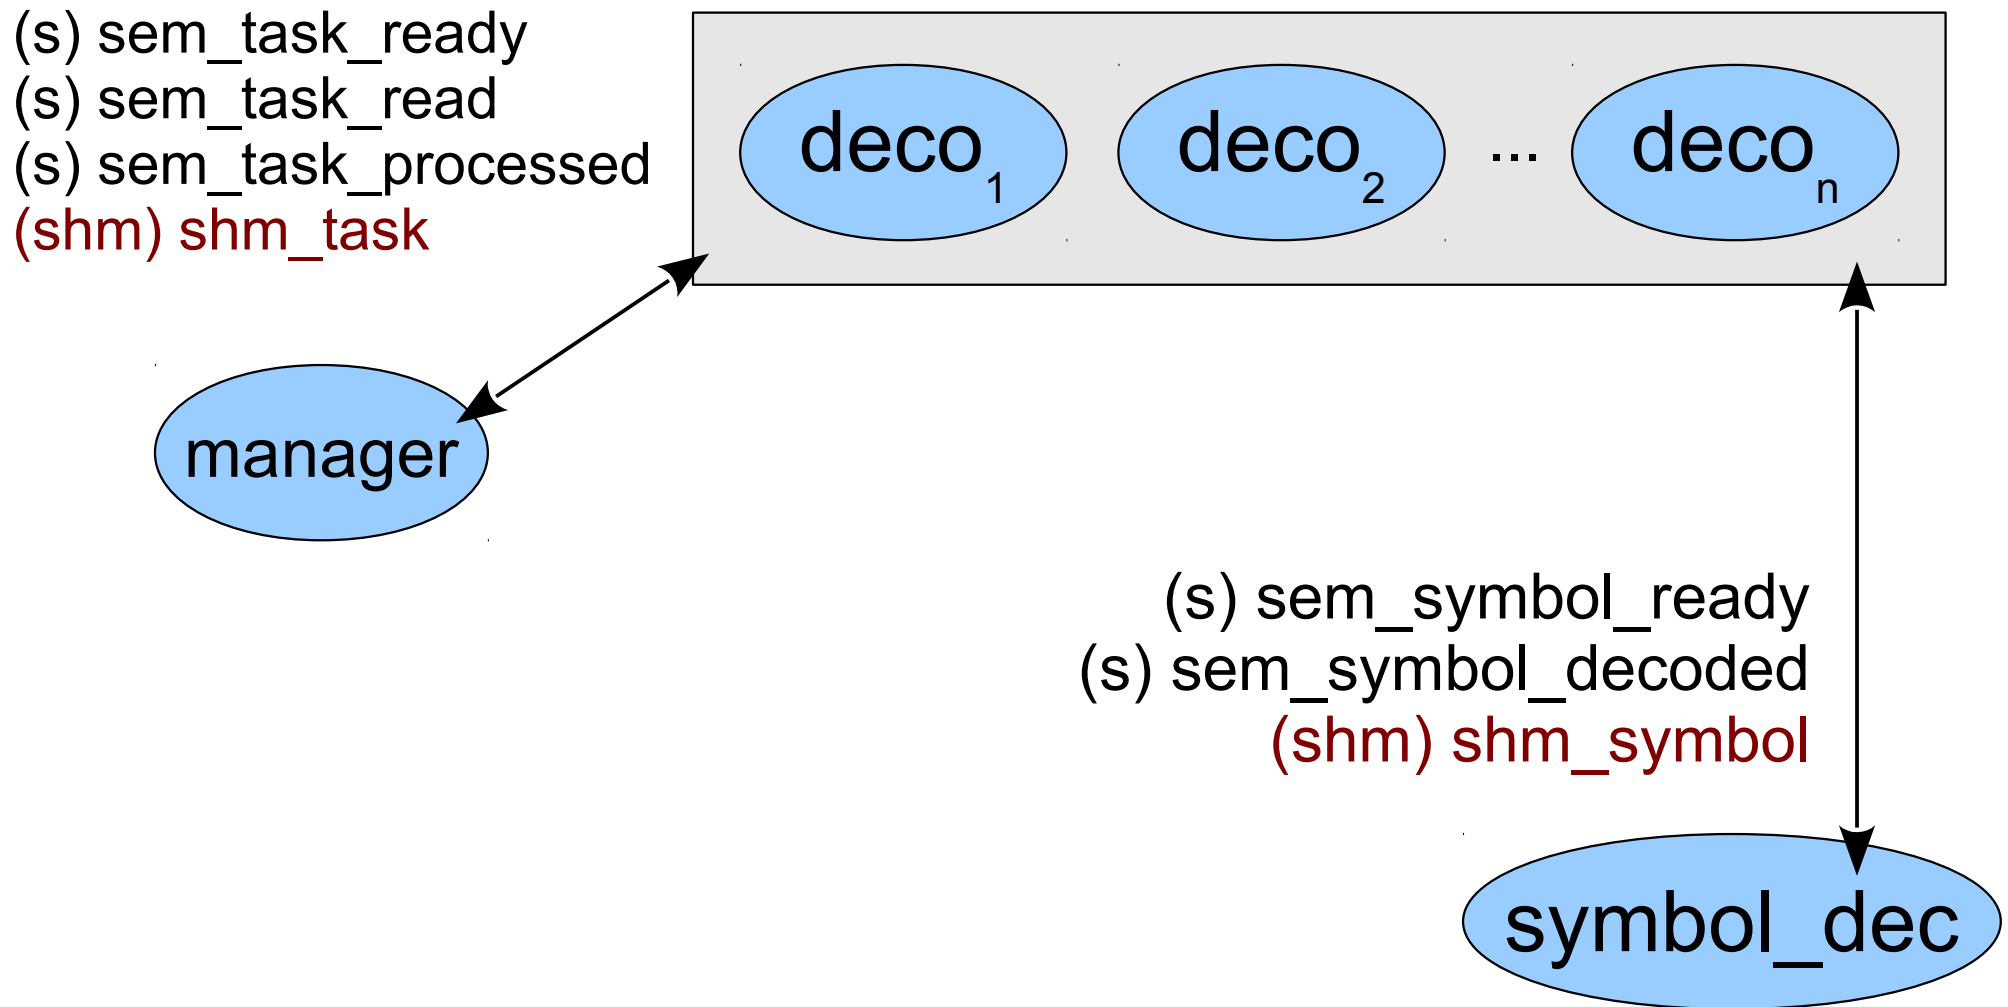 (s) sem_task_ready
(s) sem_task_read
(s) sem_task_processed
(shm) shm_task
deco1 deco2 ... decon
manager
(s) sem_symbol_ready
(s) sem_symbol_decoded
(shm) shm_symbol
symbol_dec